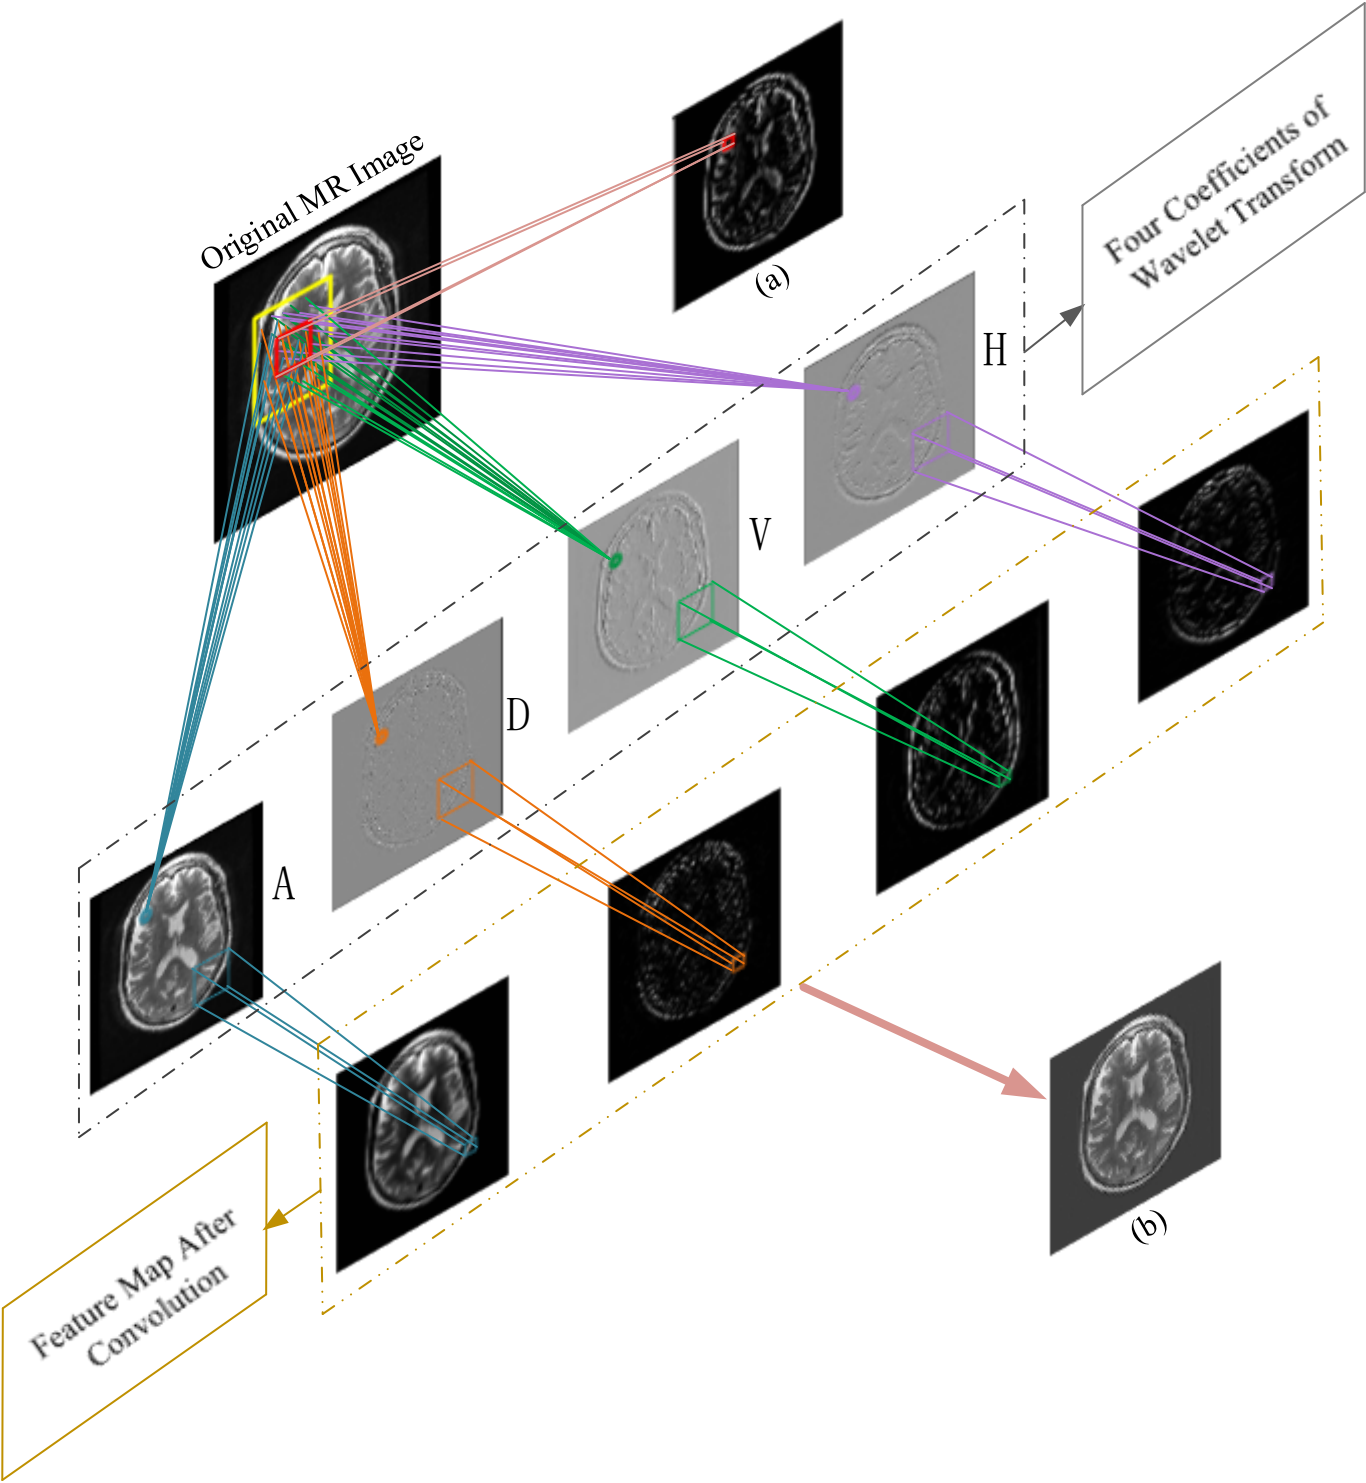 Original MR Image
(a)
Four Coefficients of
Wavelet Transform
H
V
D
A
(b)
Feature Map After
Convolution